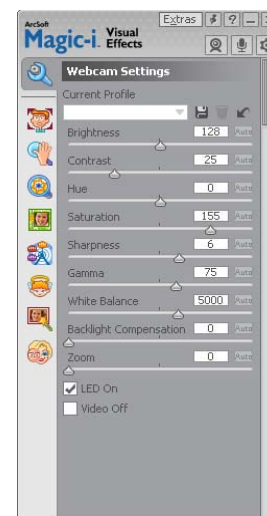 ArcSoft
Magic-i Visual Effects
Extras
?
Webcam Settings
Current Profile
Brightness 128 Auto
Contrast 25 Auto
Hue 0 Auto
Saturation 155 Auto
Sharpness 6 Auto
Gamma 75 Auto
White Balance 5000 Auto
Backlight Compensation 0 Auto
Zoom 0 Auto
LED On
Video Off